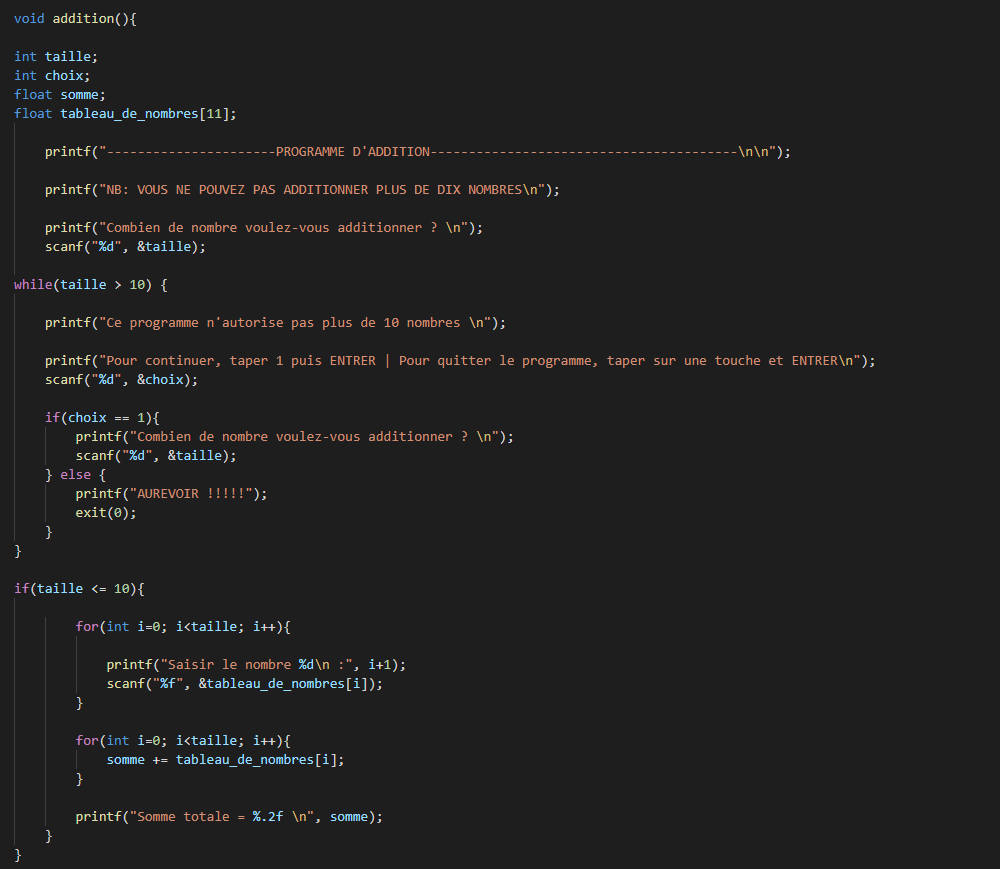 void addition(){
int taille;
int choix;
float somme;
float tableau_de_nombres[11];
printf("----------------------PROGRAMME D'ADDITION----------------------------------------\n\n");
printf("NB: VOUS NE POUVEZ PAS ADDITIONNER PLUS DE DIX NOMBRES\n");
printf("Combien de nombre voulez-vous additionner ? \n");
scanf("%d", &taille);
while(taille > 10) {
printf("Ce programme n'autorise pas plus de 10 nombres \n");
printf("Pour continuer, taper 1 puis ENTRER | Pour quitter le programme, taper sur une touche et ENTRER\n");
scanf("%d", &choix);
if(choix == 1){
printf("Combien de nombre voulez-vous additionner ? \n");
scanf("%d", &taille);
} else {
printf("AUREVOIR !!!!!");
exit(0);
}
}
if(taille <= 10){
for(int i=0; i<taille; i++){
printf("Saisir le nombre %d\n :", i+1);
scanf("%f", &tableau_de_nombres[i]);
}
for(int i=0; i<taille; i++){
somme += tableau_de_nombres[i];
}
printf("Somme totale = %.2f \n", somme);
}
}